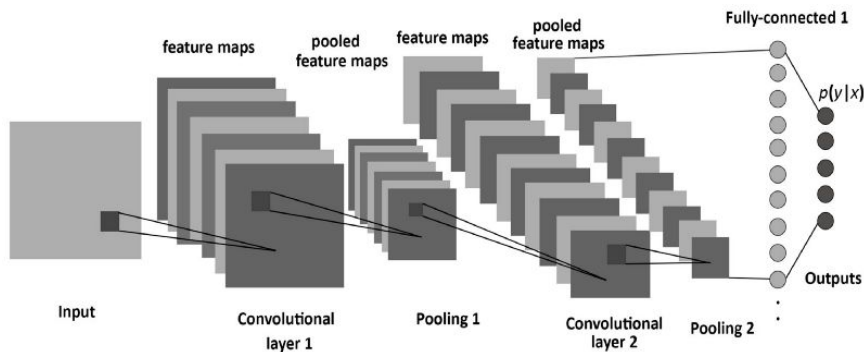 Fully-connected 1
feature maps
pooled
feature maps
feature maps
pooled
feature maps
p(y|x)
Input
Convolutional
layer 1
Pooling 1
Convolutional
layer 2
Pooling 2
Outputs